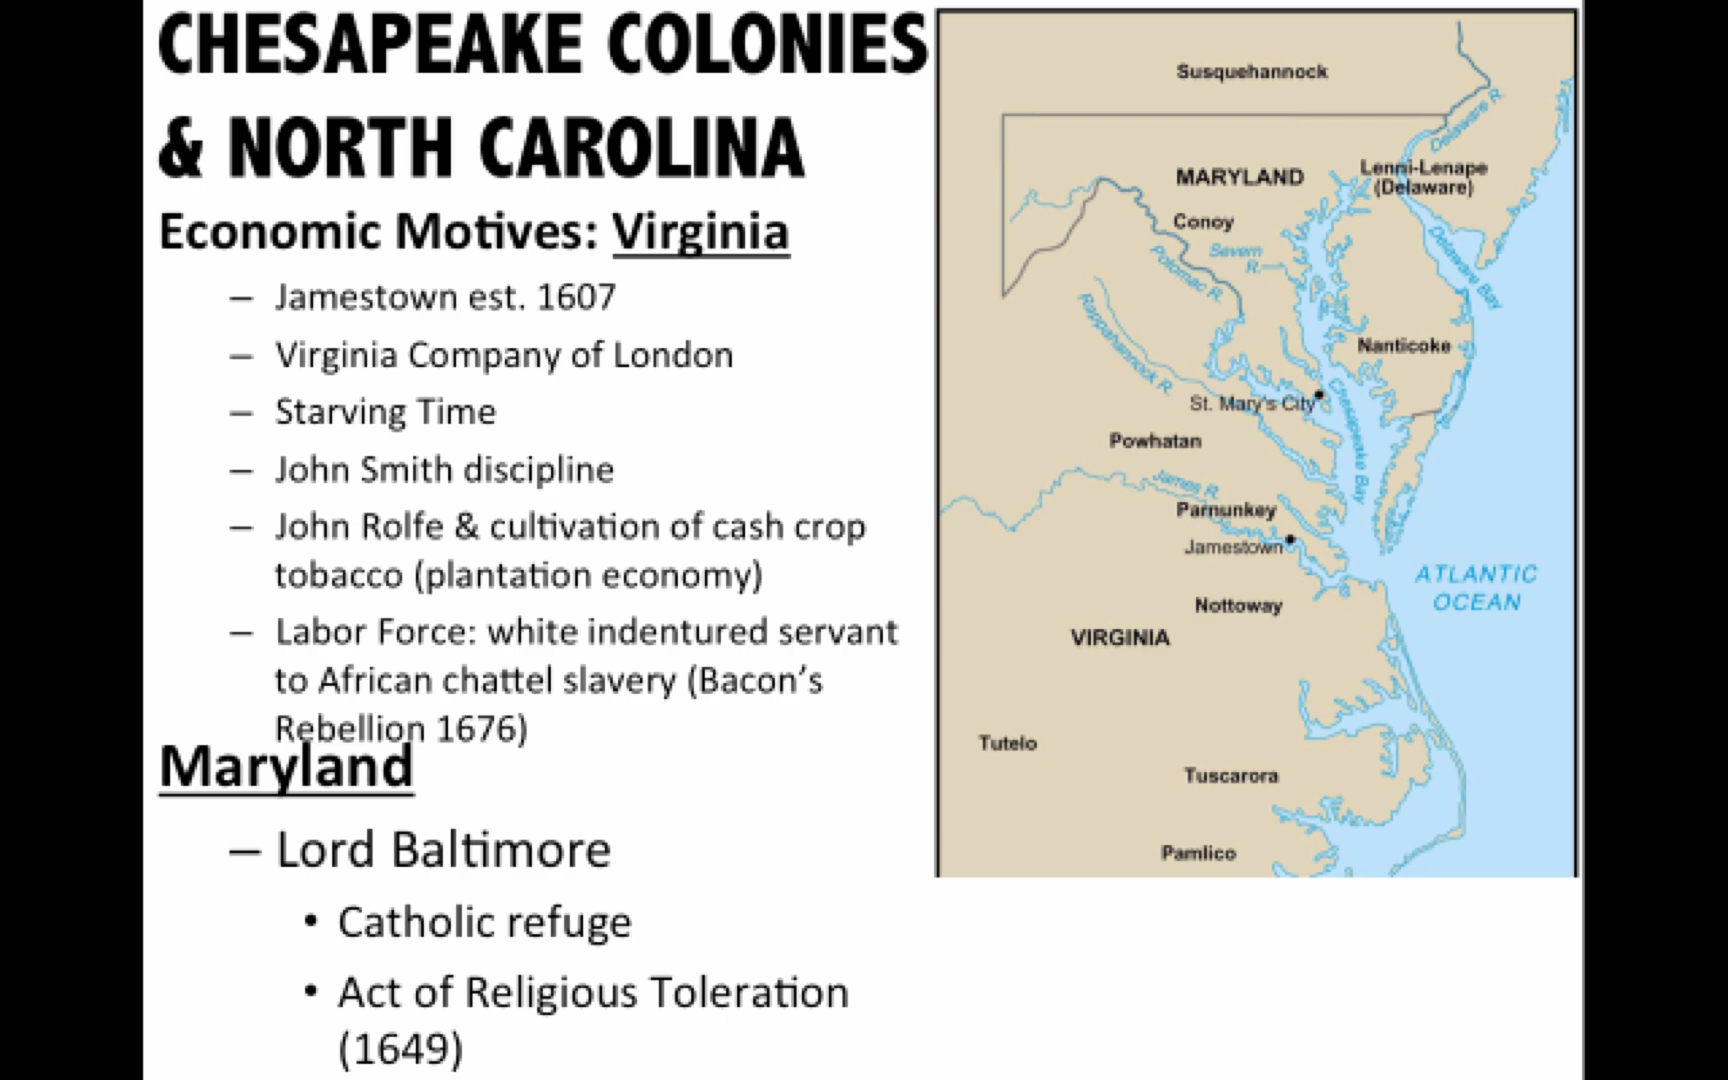 CHESAPEAKE COLONIES
& NORTH CAROLINA
Economic Motives: Virginia
– Jamestown est. 1607
– Virginia Company of London
– Starving Time
– John Smith discipline
– John Rolfe & cultivation of cash crop
tobacco (plantation economy)
– Labor Force: white indentured servant
to African chattel slavery (Bacon's
Rebellion 1676)
Maryland
– Lord Baltimore
• Catholic refuge
• Act of Religious Toleration
(1649)
Susquehannock
Delaware R.
MARYLAND
Lenni-Lenape
(Delaware)
Conoy
Severn
R.
Potomac R.
Delaware Bay
Rappahannock R.
Nanticoke
St. Mary's City
Chesapeake Bay
Powhatan
James R.
Pamunkey
Jamestown
ATLANTIC
OCEAN
Nottoway
VIRGINIA
Tutelo
Tuscarora
Pamlico